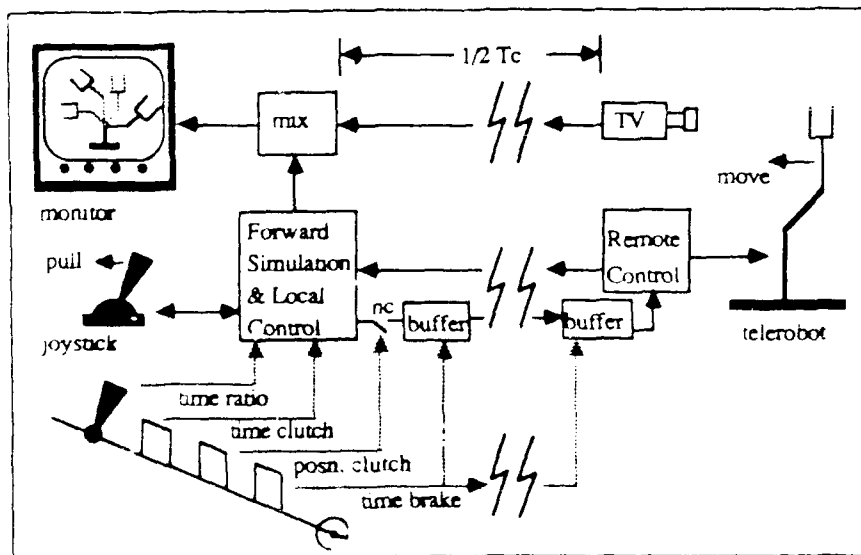 1/2 Tc
mix
TV
move
monitor
Forward
Simulation
& Local
Control
Remote
Control
pull
nc
buffer
buffer
joystick
telerobot
time ratio
time clutch
posn. clutch
time brake